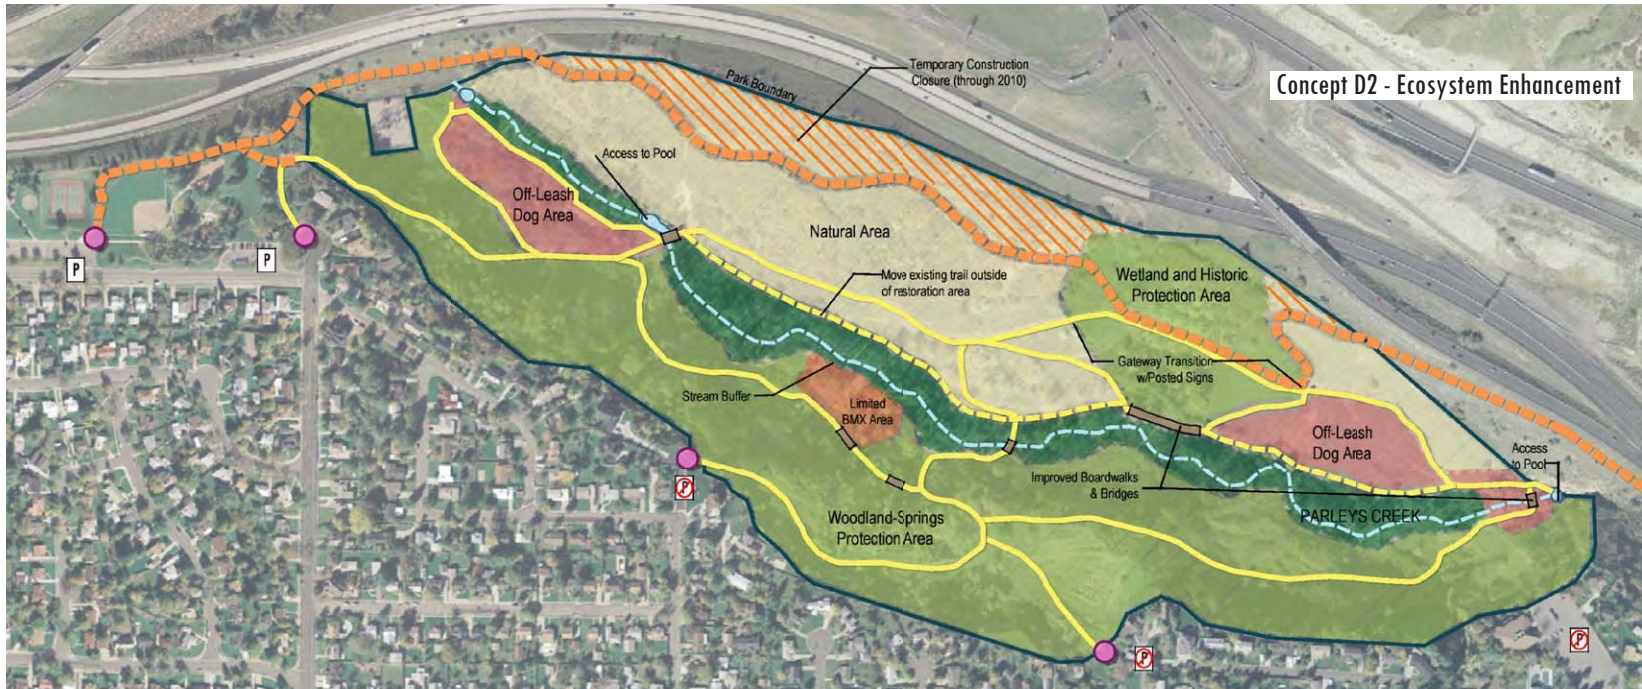 Concept D2 - Ecosystem Enhancement
Temporary Construction
Closure (through 2010)
Park Boundary
Access to Pool
Off-Leash
Dog Area
Natural Area
Wetland and Historic
Protection Area
Move existing trail outside
of restoration area
P
P
Gateway Transition
w/Posted Signs
Stream Buffer
Limited
BMX Area
Off-Leash
Dog Area
Access
to Pool
Improved Boardwalks
& Bridges
P
PARLEY'S CREEK
Woodland-Springs
Protection Area
P
P